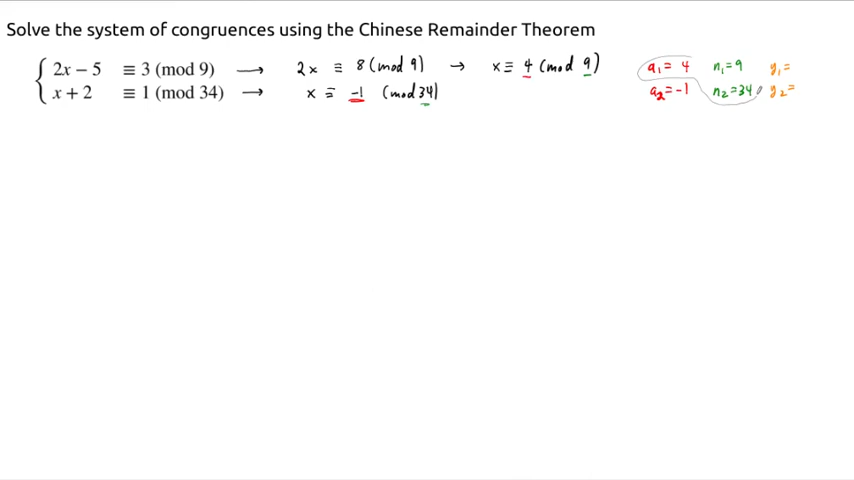 Solve the system of congruences using the Chinese Remainder Theorem
{ 2x − 5 ≡ 3 (mod 9) → 2x ≡ 8 (mod 9) → x ≡ 4 (mod 9) a₁ = 4 n₁ = 9 y₁ =
x + 2 ≡ 1 (mod 34) → x ≡ -1 (mod 34) a₂ = -1 n₂ = 34 y₂ =